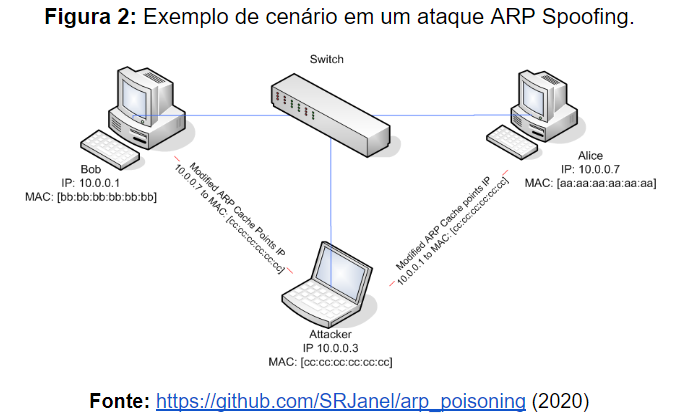 Figura 2: Exemplo de cenário em um ataque ARP Spoofing.
Switch
Bob
IP: 10.0.0.1
MAC: [bb:bb:bb:bb:bb:bb]
Alice
IP: 10.0.0.7
MAC: [aa:aa:aa:aa:aa:aa]
Modified ARP Cache Points IP
10.0.0.7 to MAC: [cc:cc:cc:cc:cc:cc]
Modified ARP Cache points IP
10.0.0.1 to MAC: [cc:cc:cc:cc:cc:cc]
Attacker
IP 10.0.0.3
MAC: [cc:cc:cc:cc:cc:cc]
Fonte: https://github.com/SRJanel/arp_poisoning (2020)